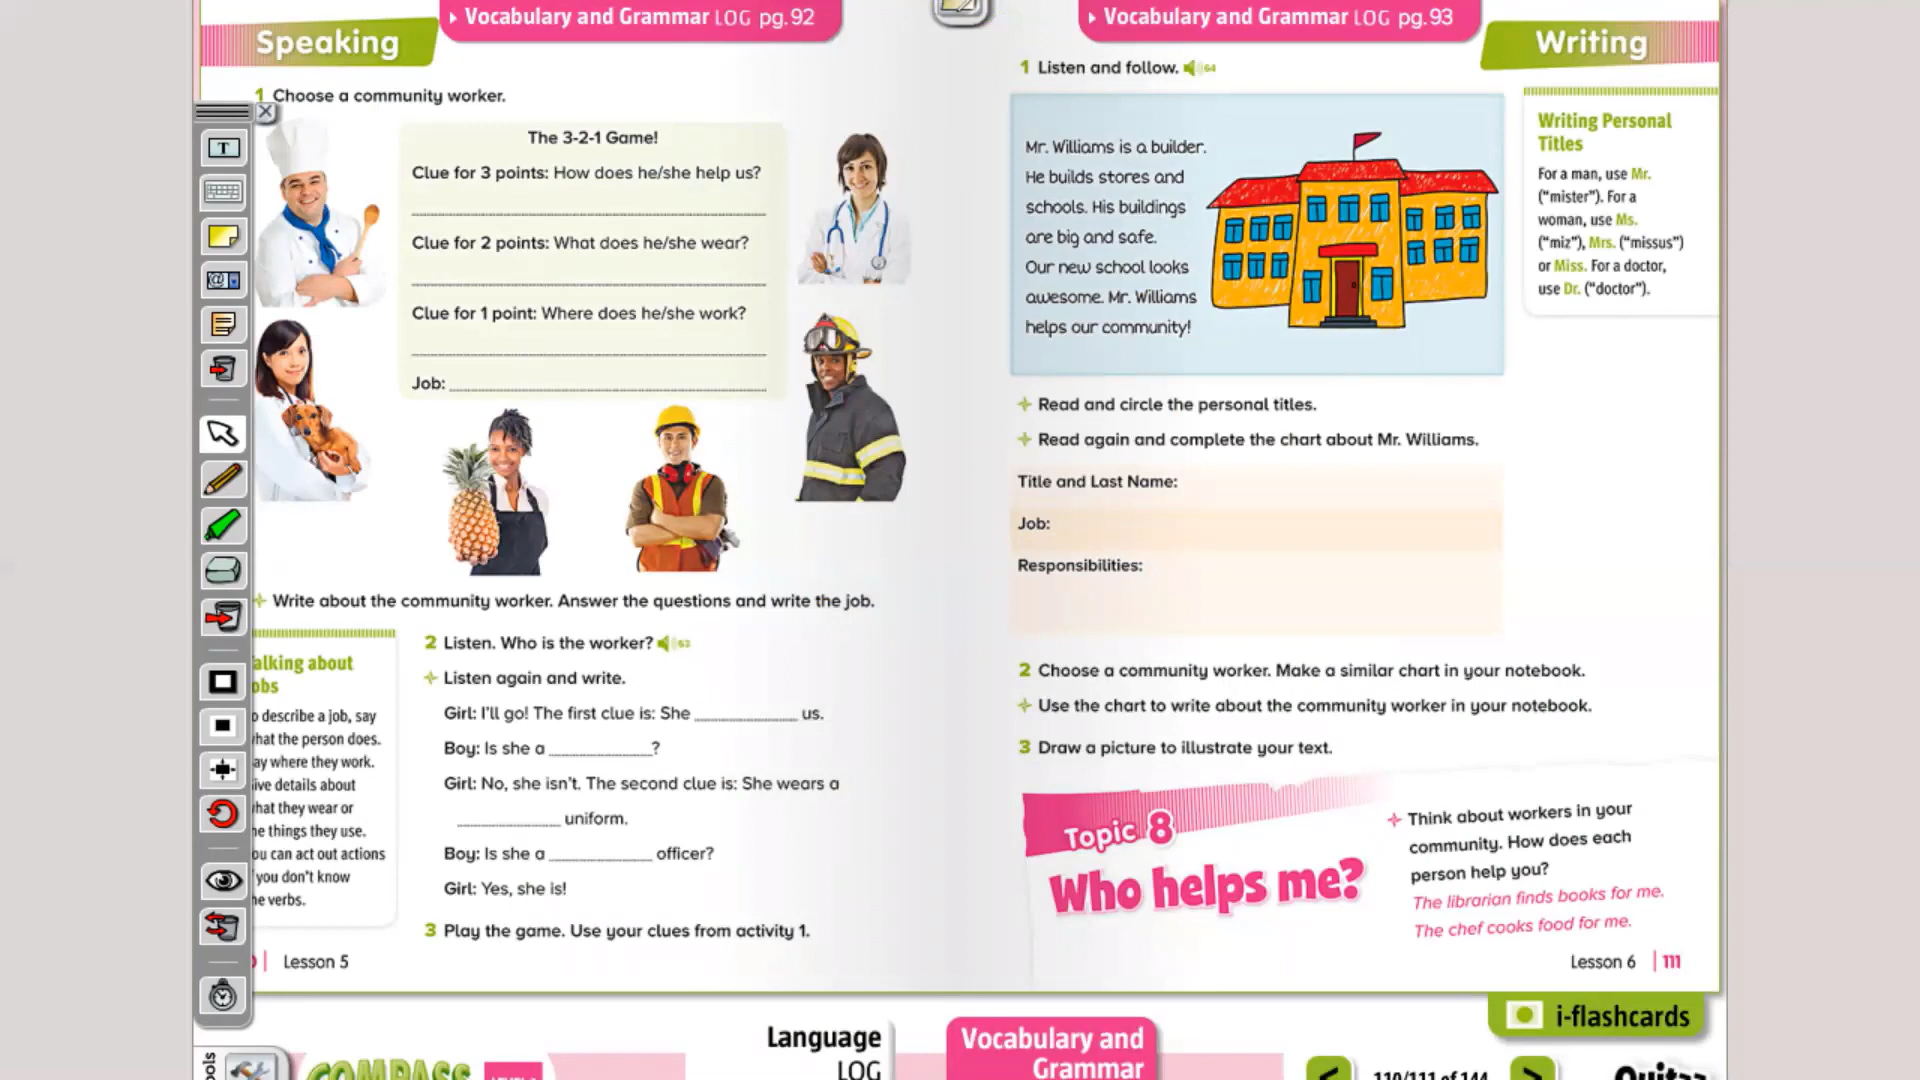 Vocabulary and Grammar LOG pg.92
Speaking
1 Choose a community worker.
The 3-2-1 Game!
Clue for 3 points: How does he/she help us?
Clue for 2 points: What does he/she wear?
Clue for 1 point: Where does he/she work?
Job:
Write about the community worker. Answer the questions and write the job.
alking about
obs
o describe a job, say
hat the person does.
ay where they work.
ive details about
hat they wear or
he things they use.
ou can act out actions
you don't know
he verbs.
2 Listen. Who is the worker? 63
Listen again and write.
Girl: I'll go! The first clue is: She ____________ us.
Boy: Is she a ____________?
Girl: No, she isn't. The second clue is: She wears a
____________ uniform.
Boy: Is she a ____________ officer?
Girl: Yes, she is!
3 Play the game. Use your clues from activity 1.
Lesson 5
Vocabulary and Grammar LOG pg.93
Writing
1 Listen and follow. 64
Mr. Williams is a builder.
He builds stores and
schools. His buildings
are big and safe.
Our new school looks
awesome. Mr. Williams
helps our community!
Writing Personal
Titles
For a man, use Mr.
("mister"). For a
woman, use Ms.
("miz"), Mrs. ("missus")
or Miss. For a doctor,
use Dr. ("doctor").
Read and circle the personal titles.
Read again and complete the chart about Mr. Williams.
Title and Last Name:
Job:
Responsibilities:
2 Choose a community worker. Make a similar chart in your notebook.
Use the chart to write about the community worker in your notebook.
3 Draw a picture to illustrate your text.
Topic 8
Who helps me?
Think about workers in your
community. How does each
person help you?
The librarian finds books for me.
The chef cooks food for me.
Lesson 6 | 111
i-flashcards
ools
COMPASS
Language
LOG
Vocabulary and
Grammar
< 110/111 of 144 >
Quit>>
T
@